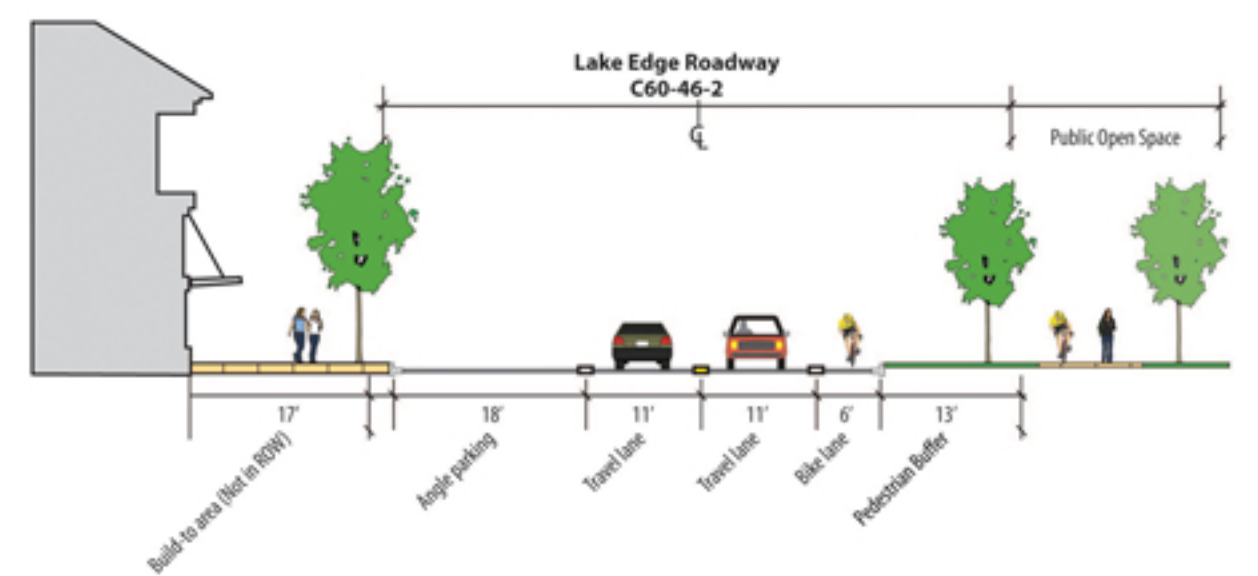 Lake Edge Roadway
C60-46-2
℄
Public Open Space
17’
18’
11’
11’
6’
13’
Build-to area (Not in ROW)
Angle parking
Travel lane
Travel lane
Bike lane
Pedestrian Buffer